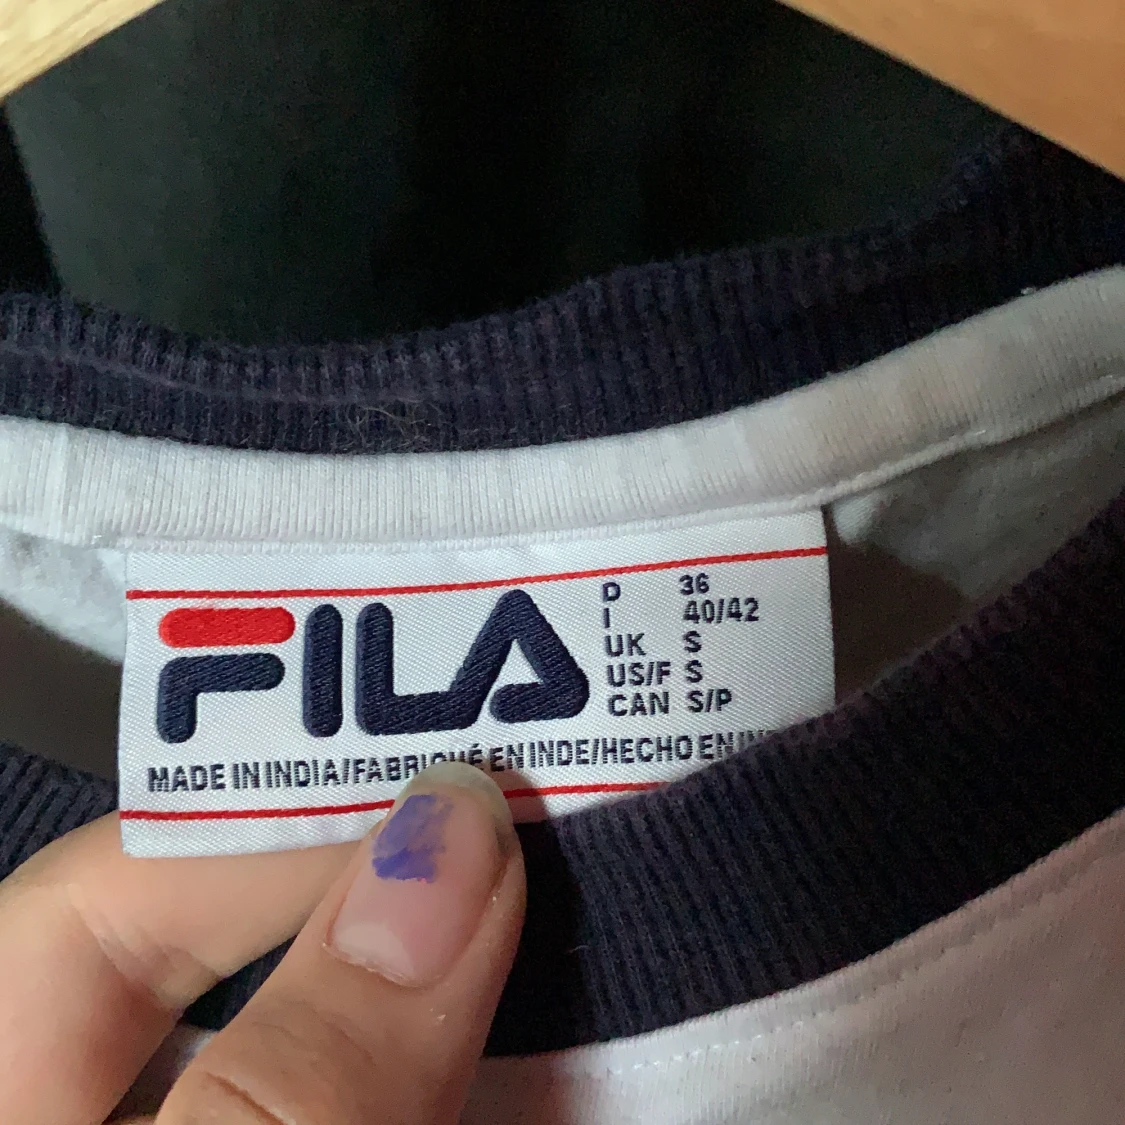 FILA
D 36
I 40/42
UK S
US/F S
CAN S/P
MADE IN INDIA/FABRIQUÉ EN INDE/HECHO EN